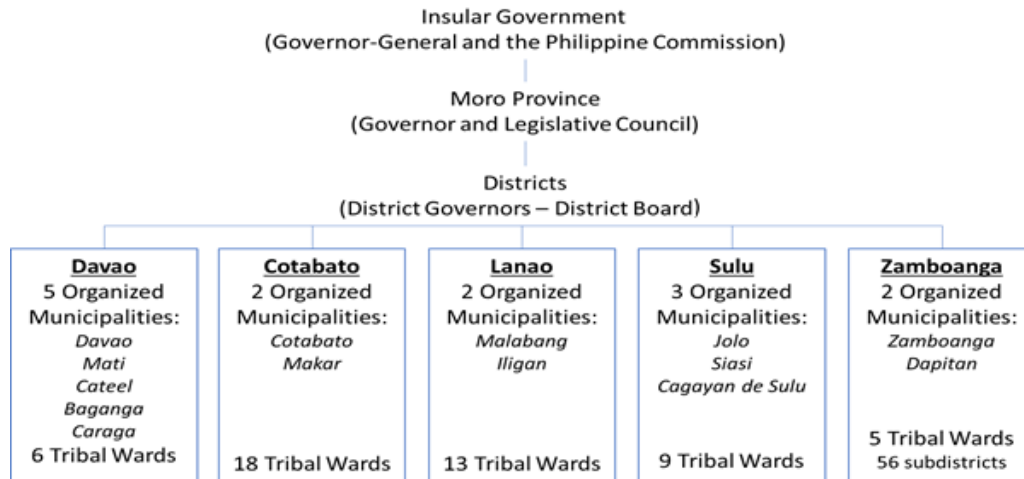 Insular Government
(Governor-General and the Philippine Commission)
Moro Province
(Governor and Legislative Council)
Districts
(District Governors – District Board)
Davao
5 Organized
Municipalities:
Davao
Mati
Cateel
Baganga
Caraga
6 Tribal Wards
Cotabato
2 Organized
Municipalities:
Cotabato
Makar
18 Tribal Wards
Lanao
2 Organized
Municipalities:
Malabang
Iligan
13 Tribal Wards
Sulu
3 Organized
Municipalities:
Jolo
Siasi
Cagayan de Sulu
9 Tribal Wards
Zamboanga
2 Organized
Municipalities:
Zamboanga
Dapitan
5 Tribal Wards
56 subdistricts